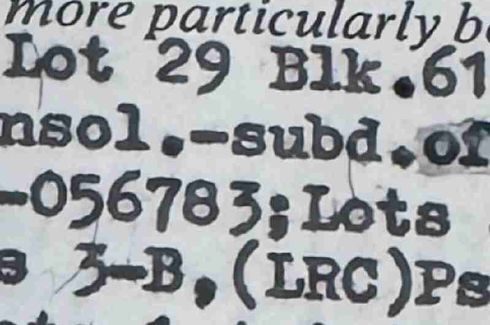 more particularly b
Lot 29 Blk.61
nsol.-subd.of
-056783;Lots
s 3-B,(LRC)Ps